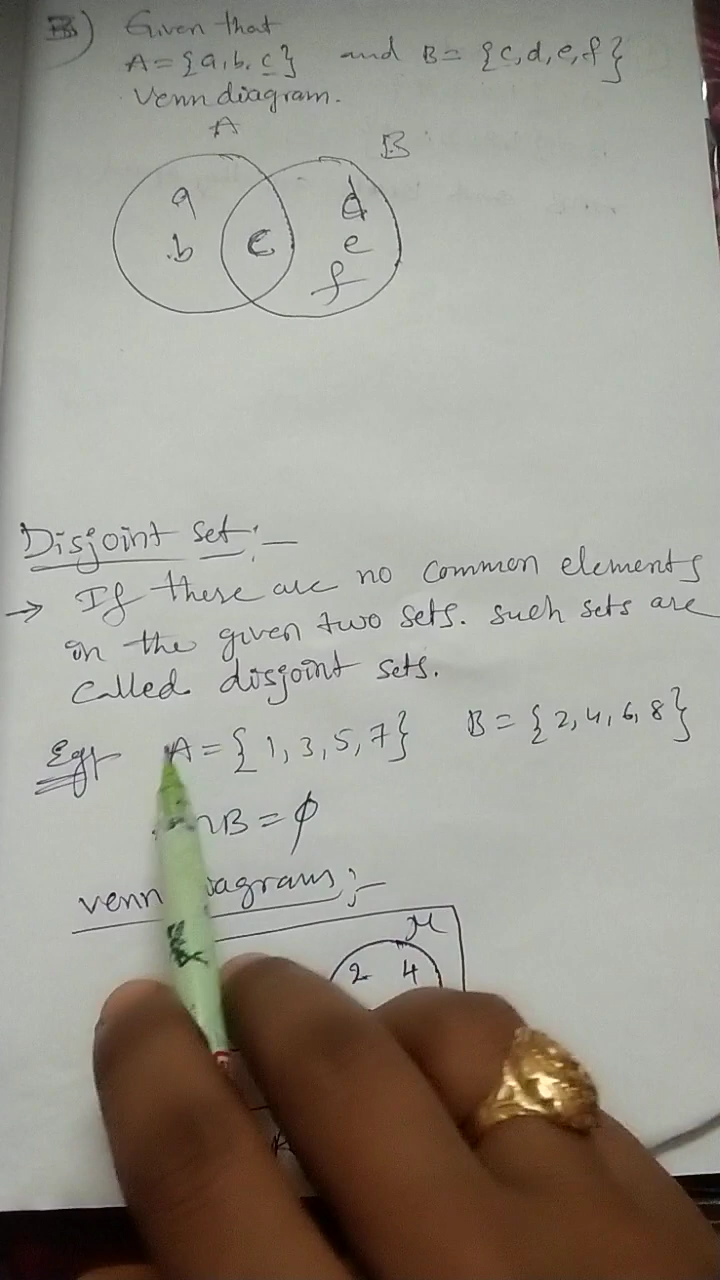 B) Given that
A = {a, b, c} and B = {c, d, e, f}
Venn diagram.
A
B
a
b
c
d
e
f
Disjoint set:-
→ If there are no common elements
in the given two sets. such sets are
called disjoint sets.
Eg:- A = {1, 3, 5, 7} B = {2, 4, 6, 8}
∩B = ϕ
venn
μ
2 4